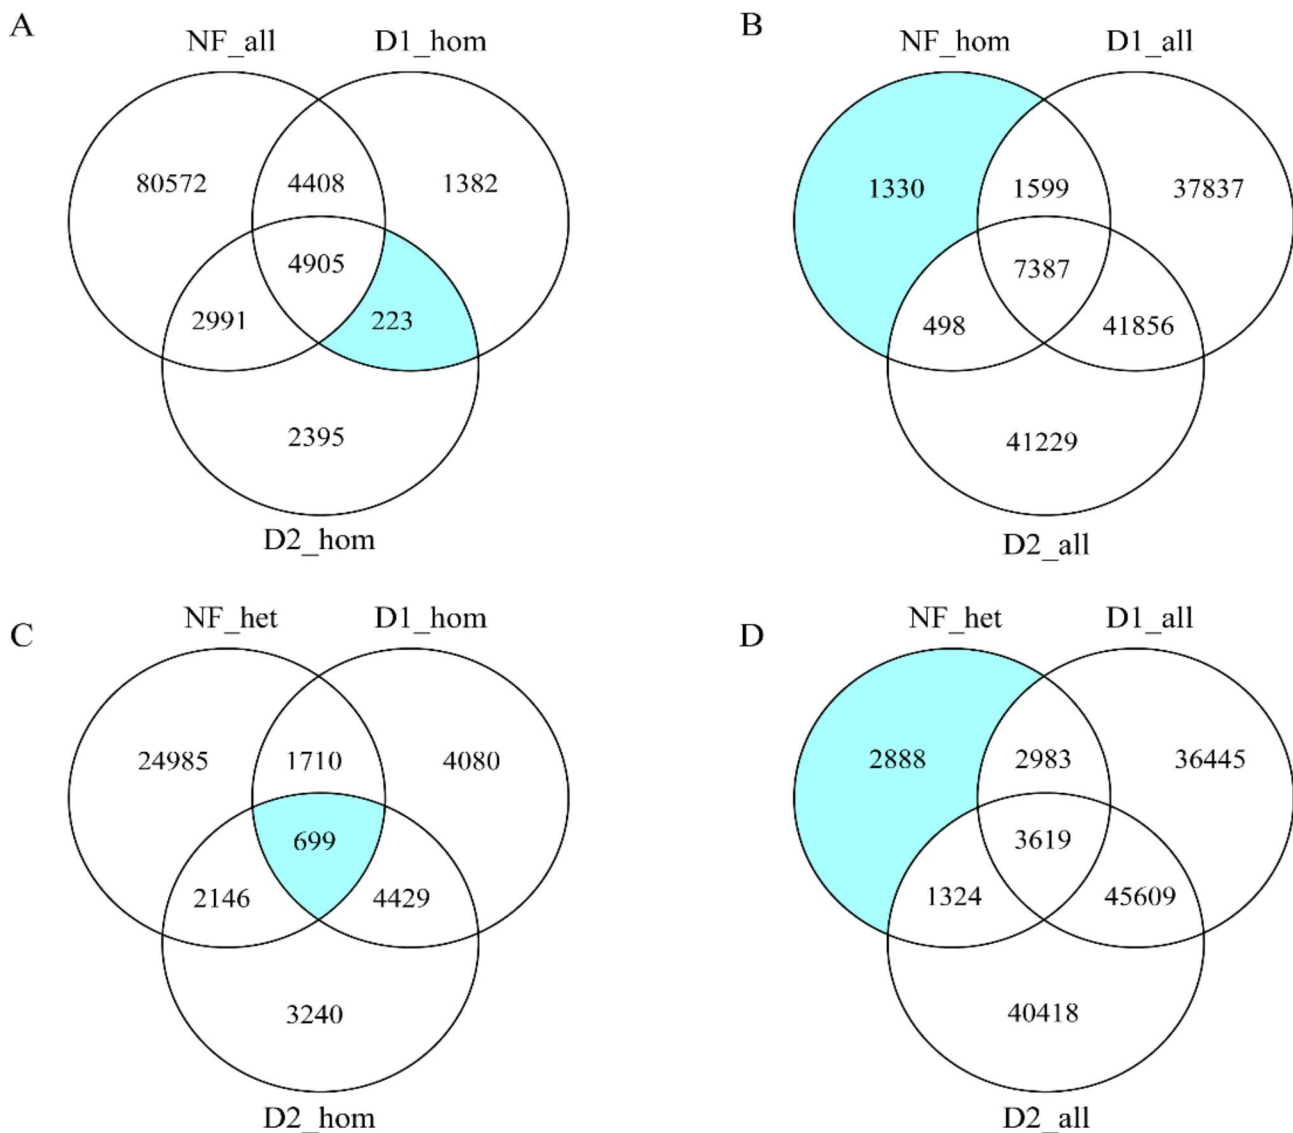 A
NF_all D1_hom
80572 4408 1382
4905
2991 223
2395
D2_hom
B
NF_hom D1_all
1330 1599 37837
7387
498 41856
41229
D2_all
C
NF_het D1_hom
24985 1710 4080
699
2146 4429
3240
D2_hom
D
NF_het D1_all
2888 2983 36445
3619
1324 45609
40418
D2_all